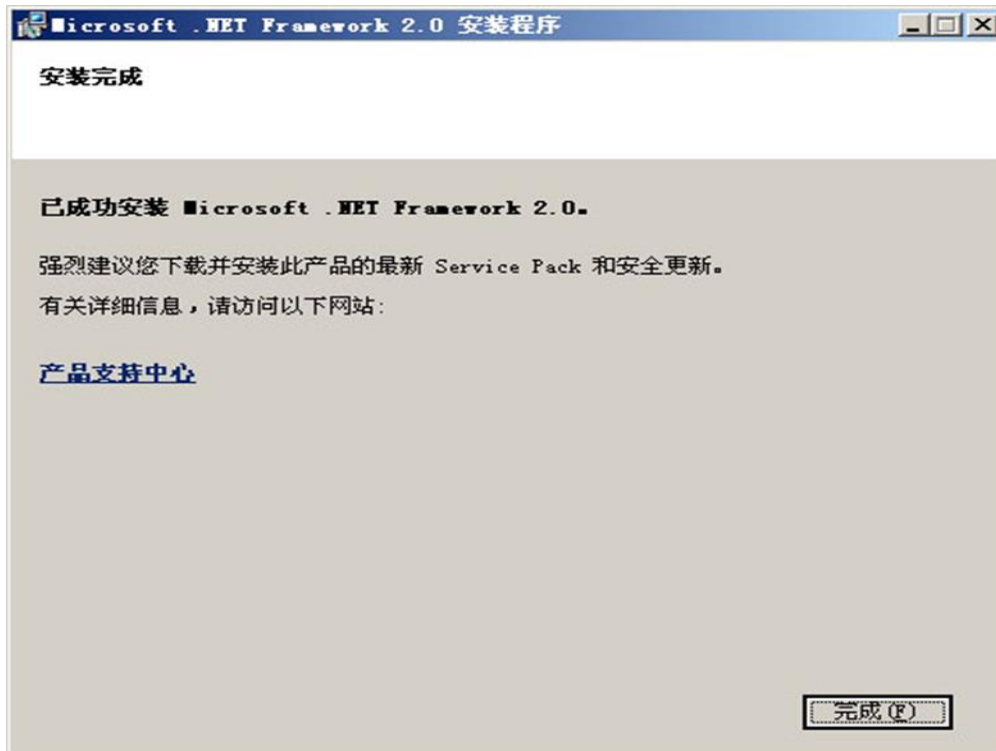 Microsoft .NET Framework 2.0 安装程序
安装完成
已成功安装 Microsoft .NET Framework 2.0。
强烈建议您下载并安装此产品的最新 Service Pack 和安全更新。
有关详细信息，请访问以下网站:
产品支持中心
完成(F)